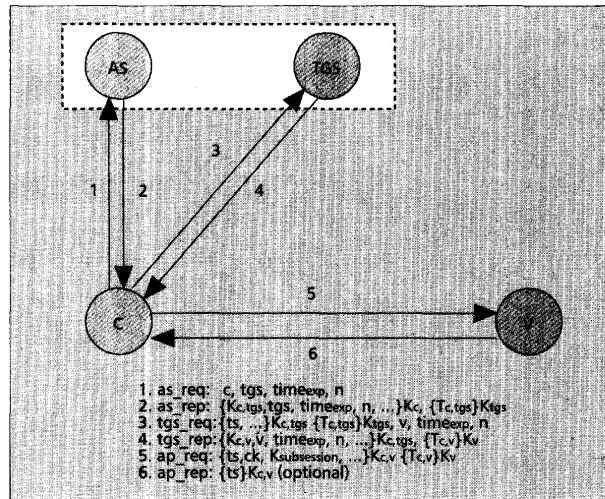 AS
TGS
3
1
2
4
5
C
V
6
1. as_req: c, tgs, timeexp, n
2. as_rep: {Kc,tgs,tgs, timeexp, n, ...}Kc, {Tc,tgs}Ktgs
3. tgs_req:{ts, ...}Kc,tgs {Tc,tgs}Ktgs, v, timeexp, n
4. tgs_rep:{Kc,v,v, timeexp, n, ...}Kc,tgs, {Tc,v}Kv
5. ap_req: {ts,ck, Ksubsession, ...}Kc,v {Tc,v}Kv
6. ap_rep: {ts}Kc,v (optional)